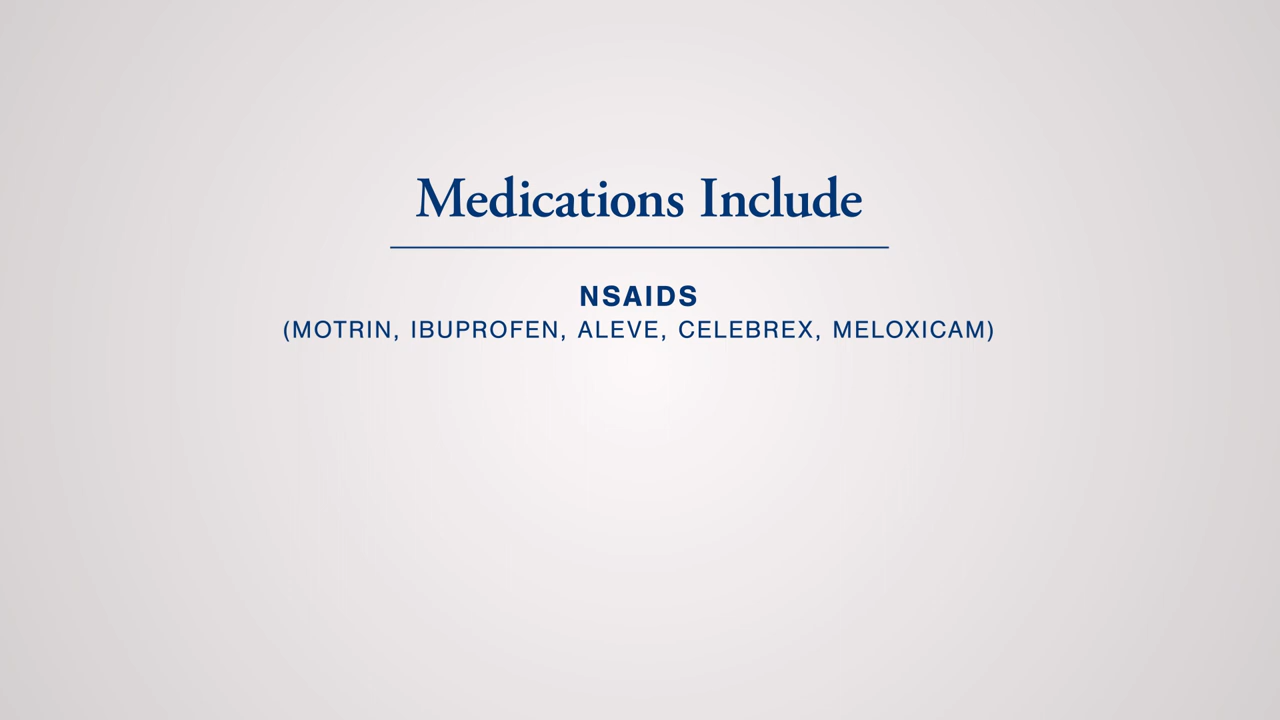 Medications Include
NSAIDS
(MOTRIN, IBUPROFEN, ALEVE, CELEBREX, MELOXICAM)